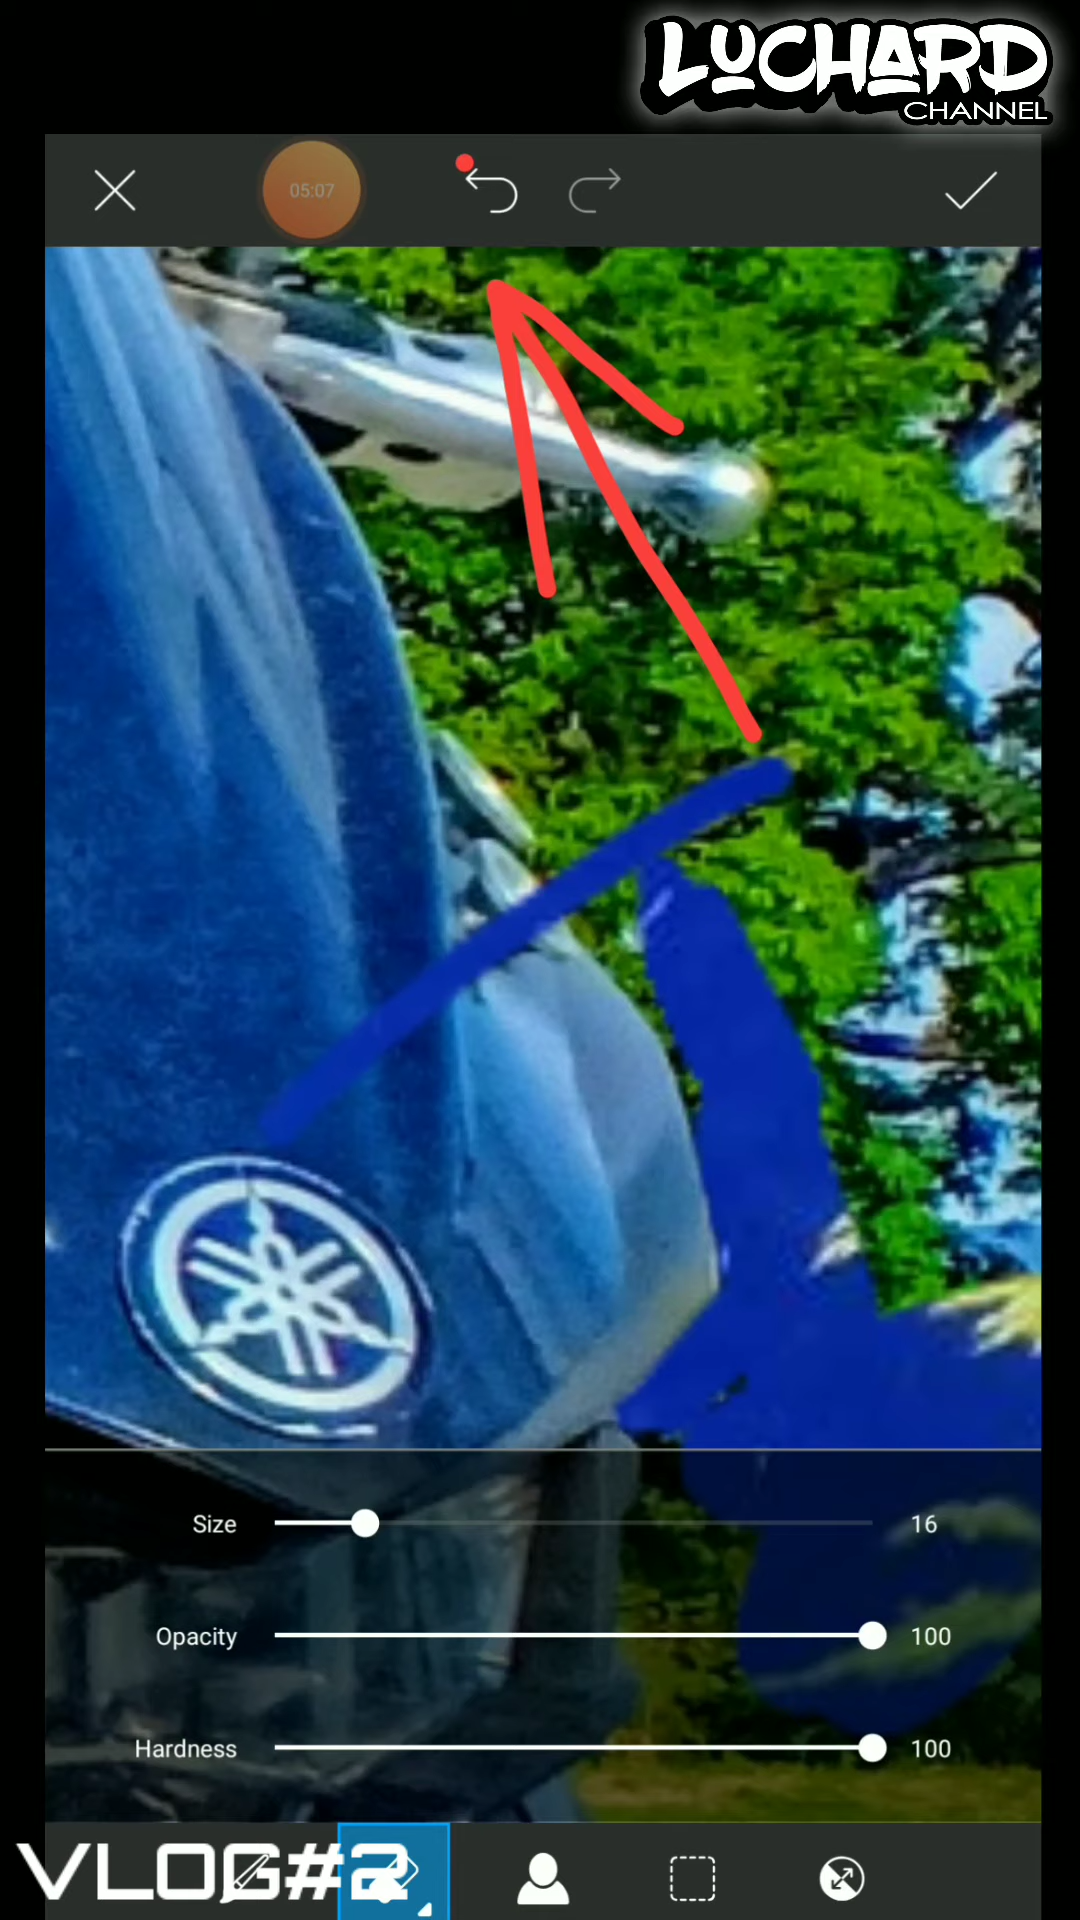 LUCHARD
CHANNEL
05:07
Size 16
Opacity 100
Hardness 100
VLOG#2